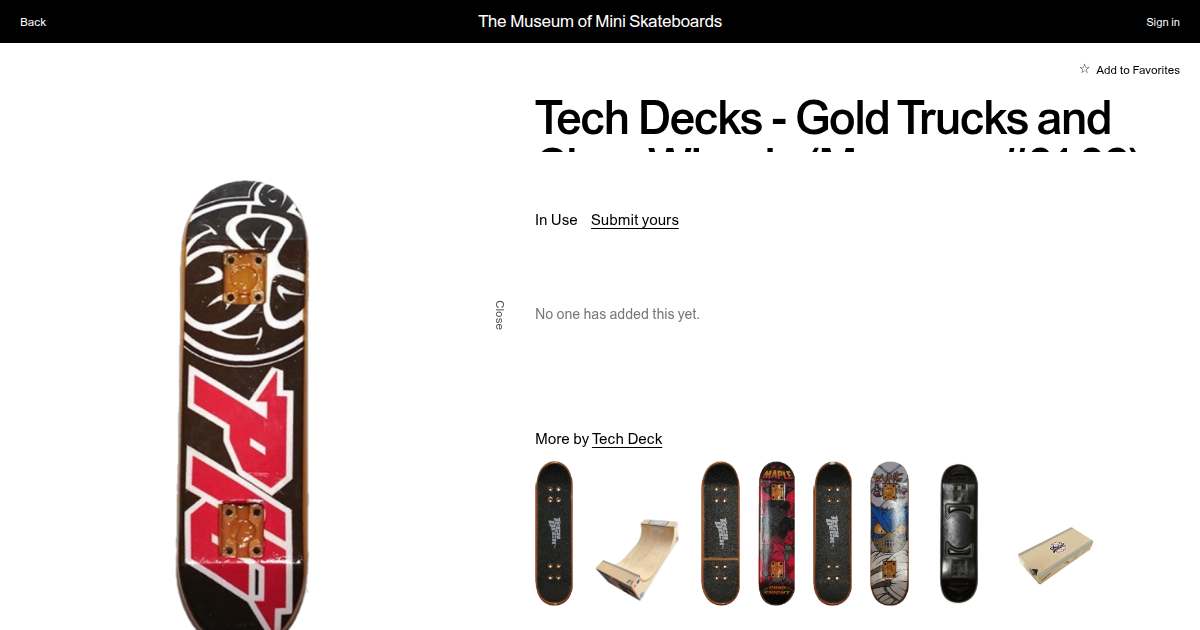 Back
The Museum of Mini Skateboards
Sign in
☆ Add to Favorites
Tech Decks - Gold Trucks and
In Use Submit yours
Close
No one has added this yet.
More by Tech Deck